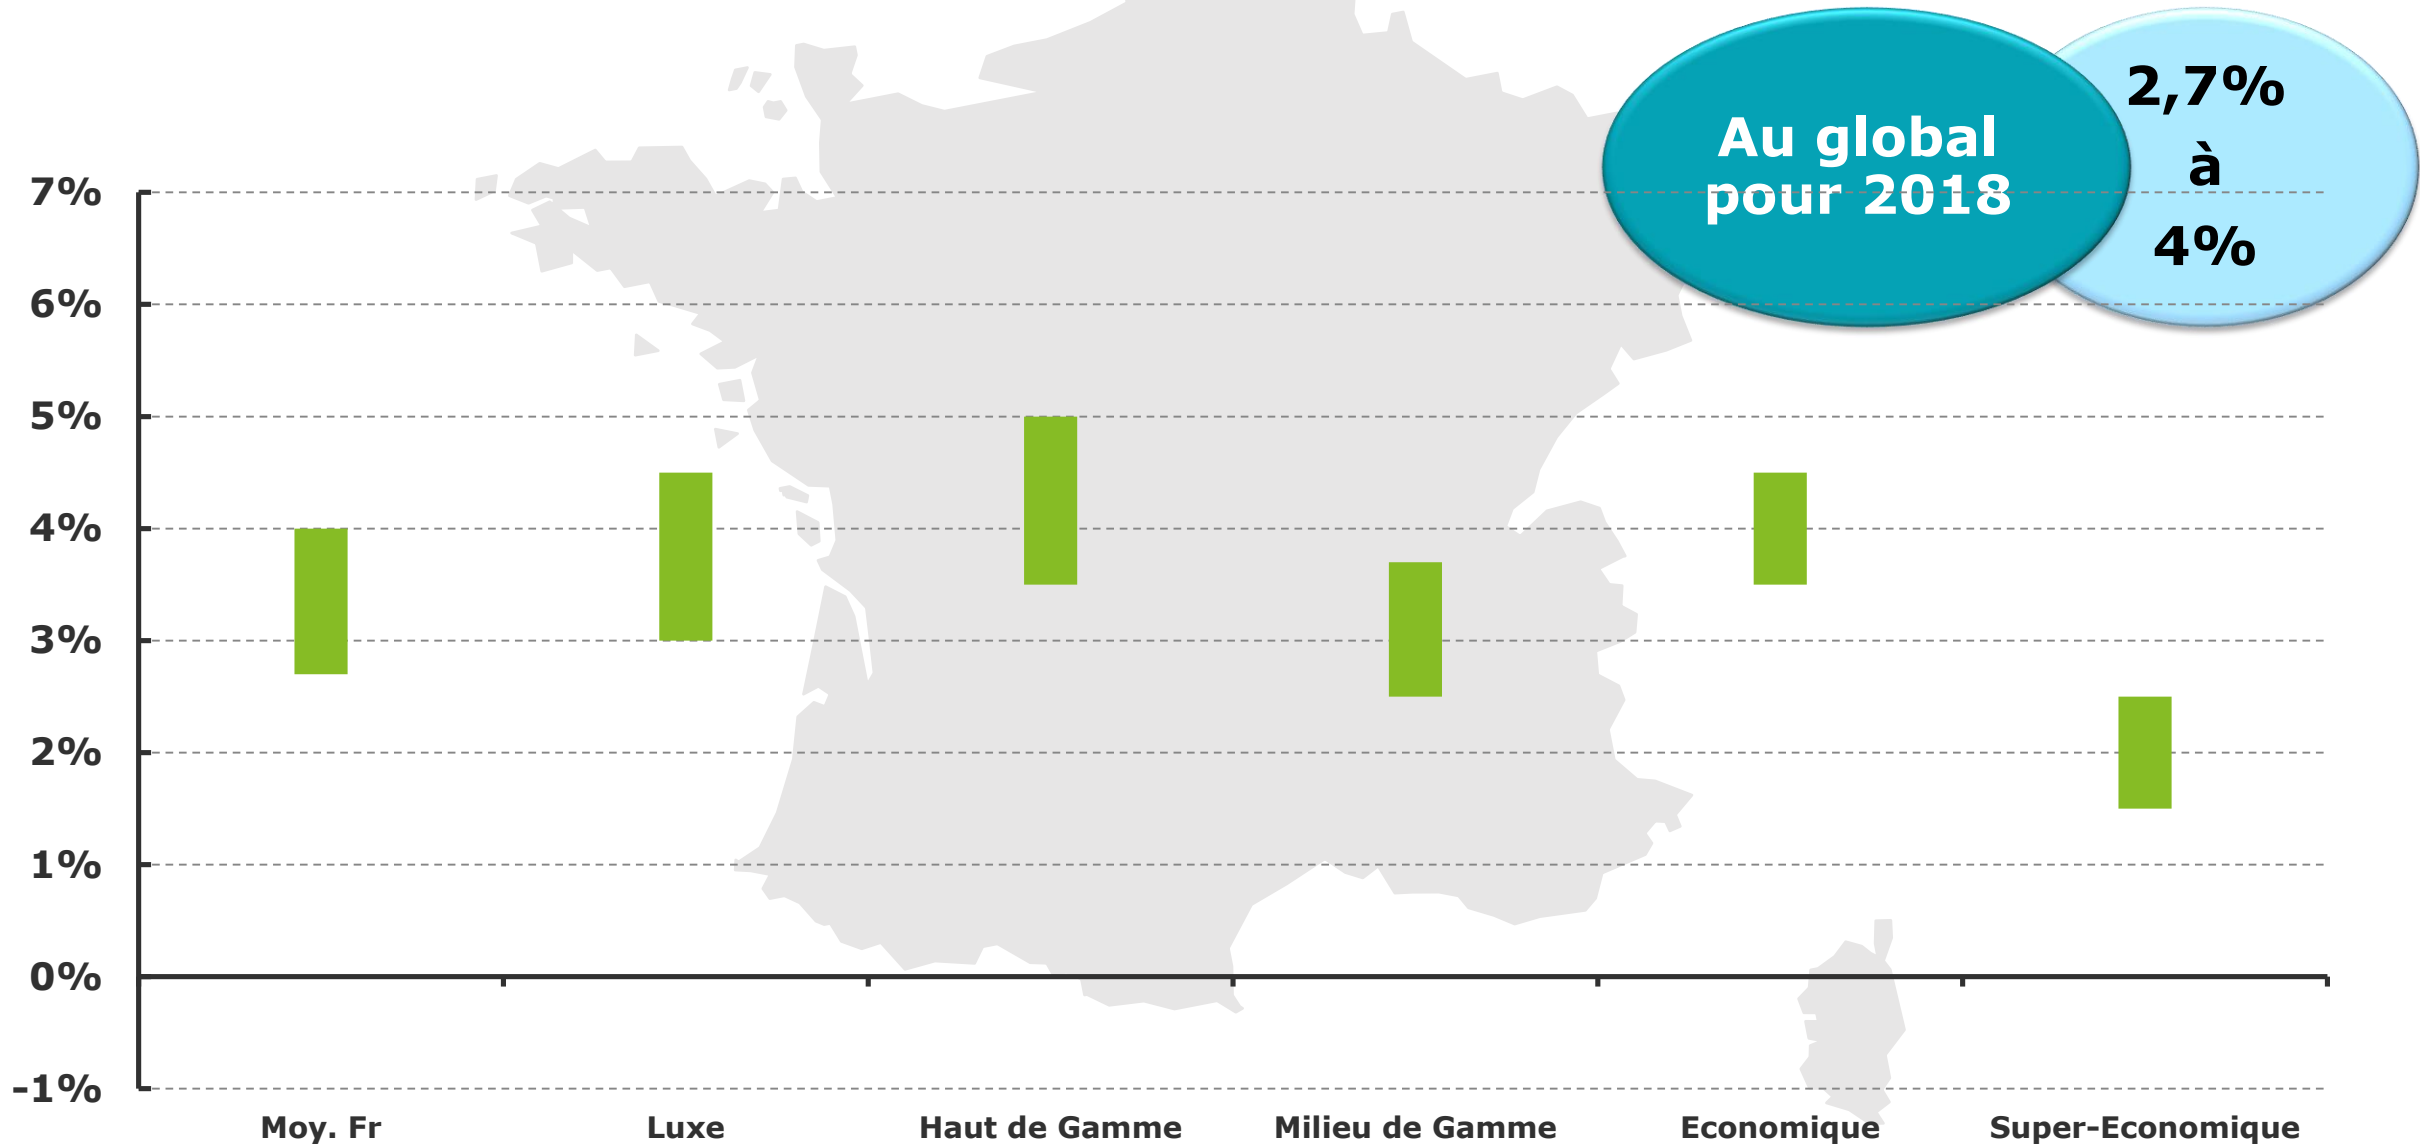 Au global
pour 2018
2,7%
à
4%
7%
6%
5%
4%
3%
2%
1%
0%
-1%
Moy. Fr
Luxe
Haut de Gamme
Milieu de Gamme
Economique
Super-Economique